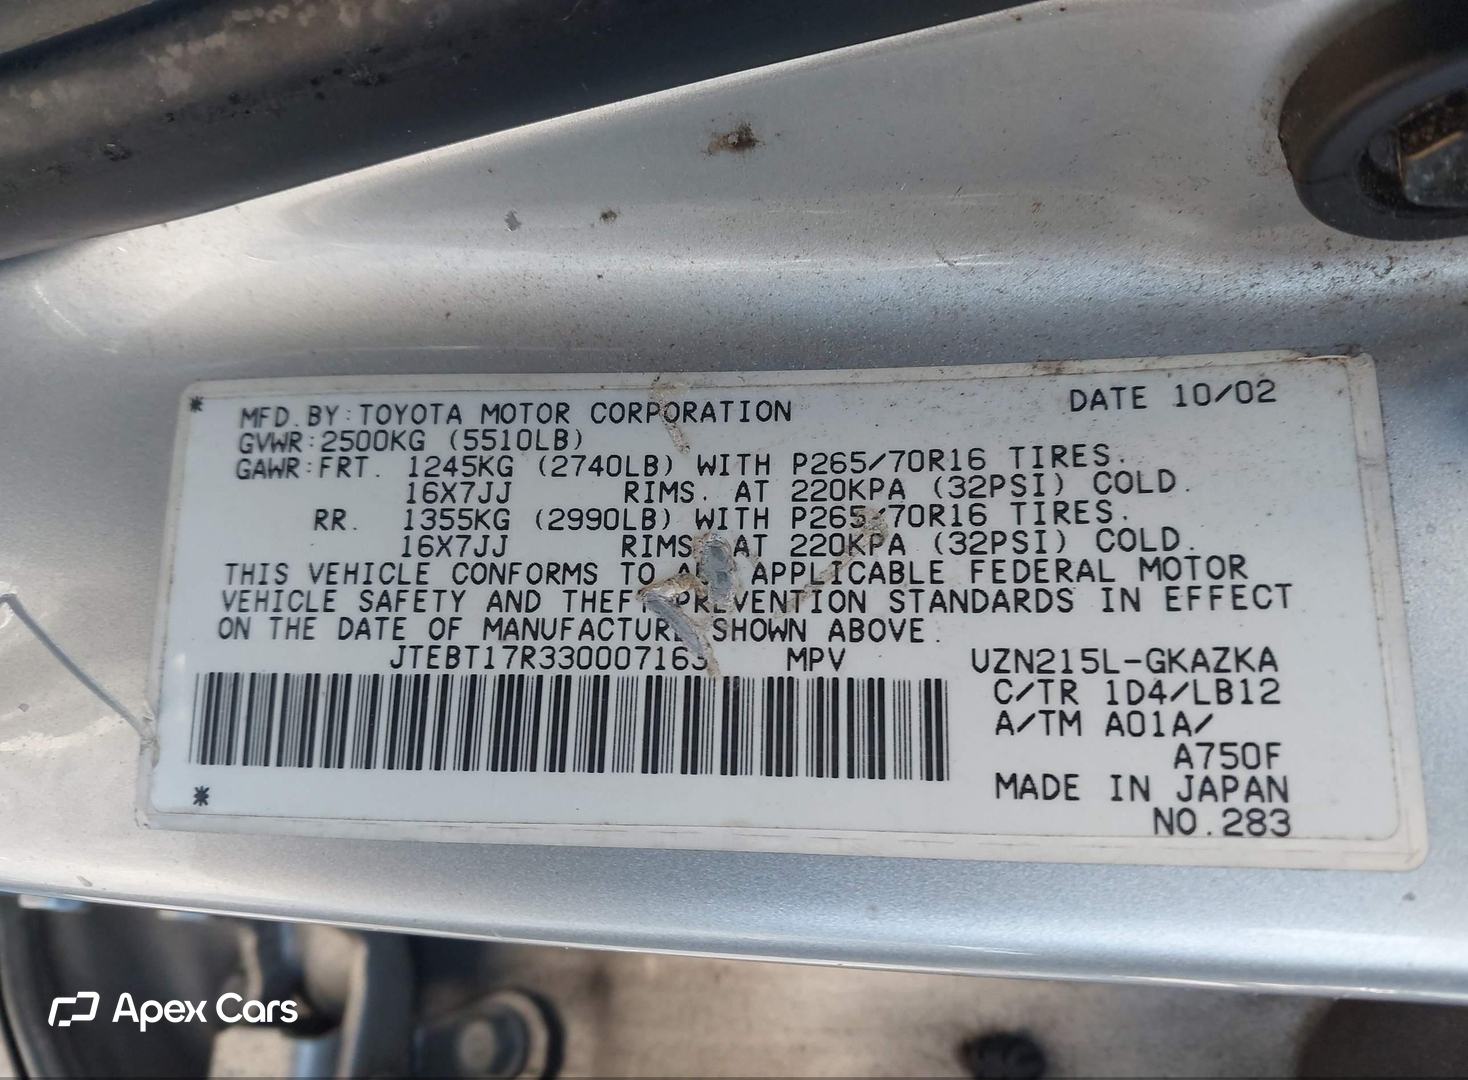 * MFD.BY:TOYOTA MOTOR CORPORATION DATE 10/02
GVWR:2500KG (5510LB)
GAWR:FRT. 1245KG (2740LB) WITH P265/70R16 TIRES.
16X7JJ RIMS. AT 220KPA (32PSI) COLD.
RR. 1355KG (2990LB) WITH P265/70R16 TIRES.
16X7JJ RIMS. AT 220KPA (32PSI) COLD.
THIS VEHICLE CONFORMS TO ALL APPLICABLE FEDERAL MOTOR
VEHICLE SAFETY AND THEFT PREVENTION STANDARDS IN EFFECT
ON THE DATE OF MANUFACTURE SHOWN ABOVE.
JTEBT17R330007163 MPV UZN215L-GKAZKA
C/TR 1D4/LB12
A/TM A01A/
A750F
* MADE IN JAPAN
NO.283
Apex Cars